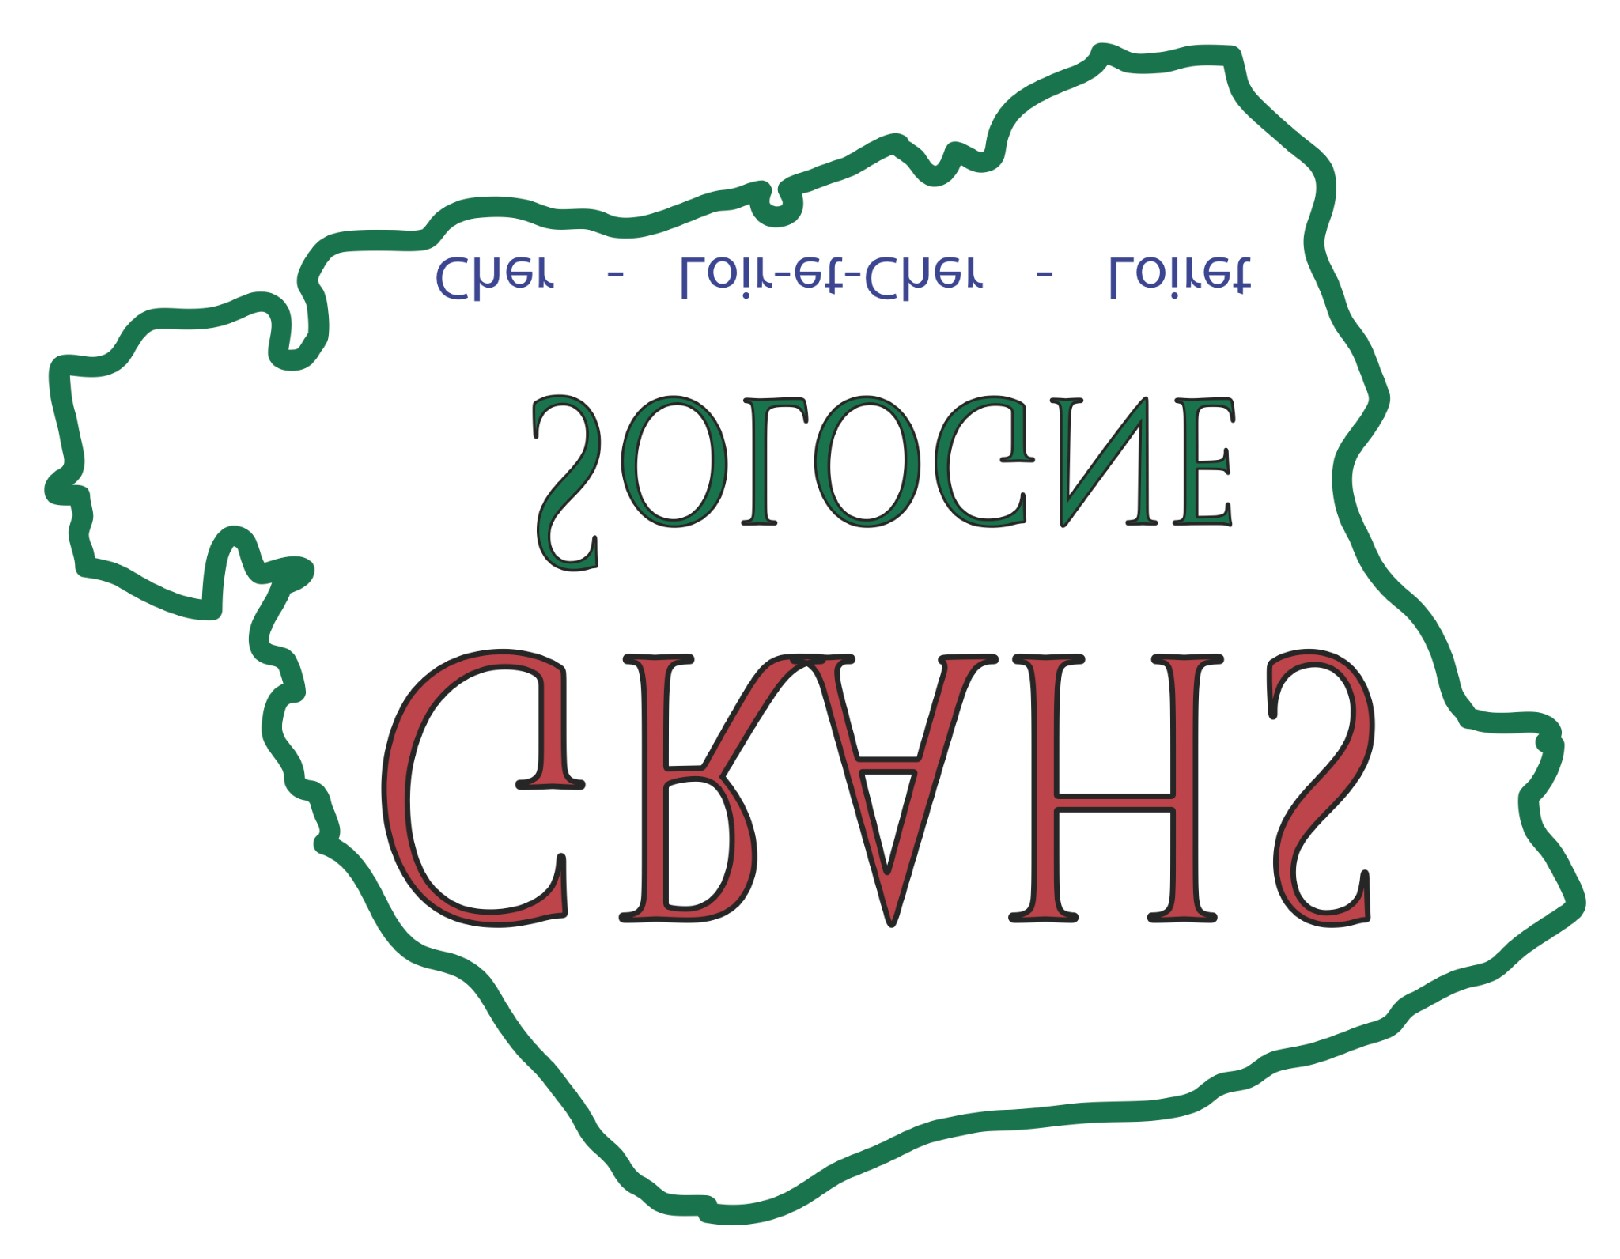 GRAHS
SOLOGNE
Cher - Loir-et-Cher - Loiret